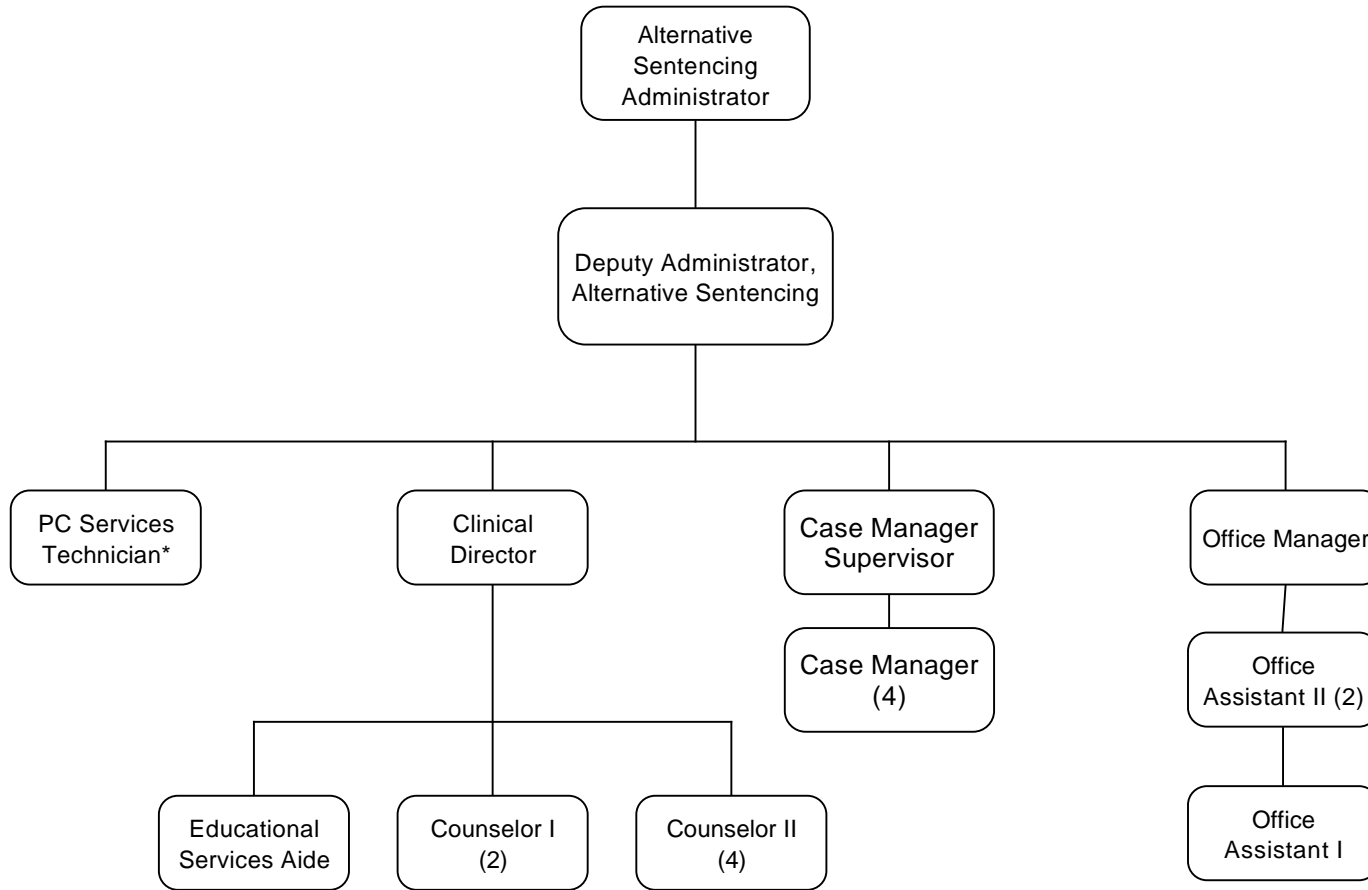 Alternative
Sentencing
Administrator
Deputy Administrator,
Alternative Sentencing
PC Services
Technician*
Clinical
Director
Case Manager
Supervisor
Office Manager
Case Manager
(4)
Office
Assistant II (2)
Educational
Services Aide
Counselor I
(2)
Counselor II
(4)
Office
Assistant I